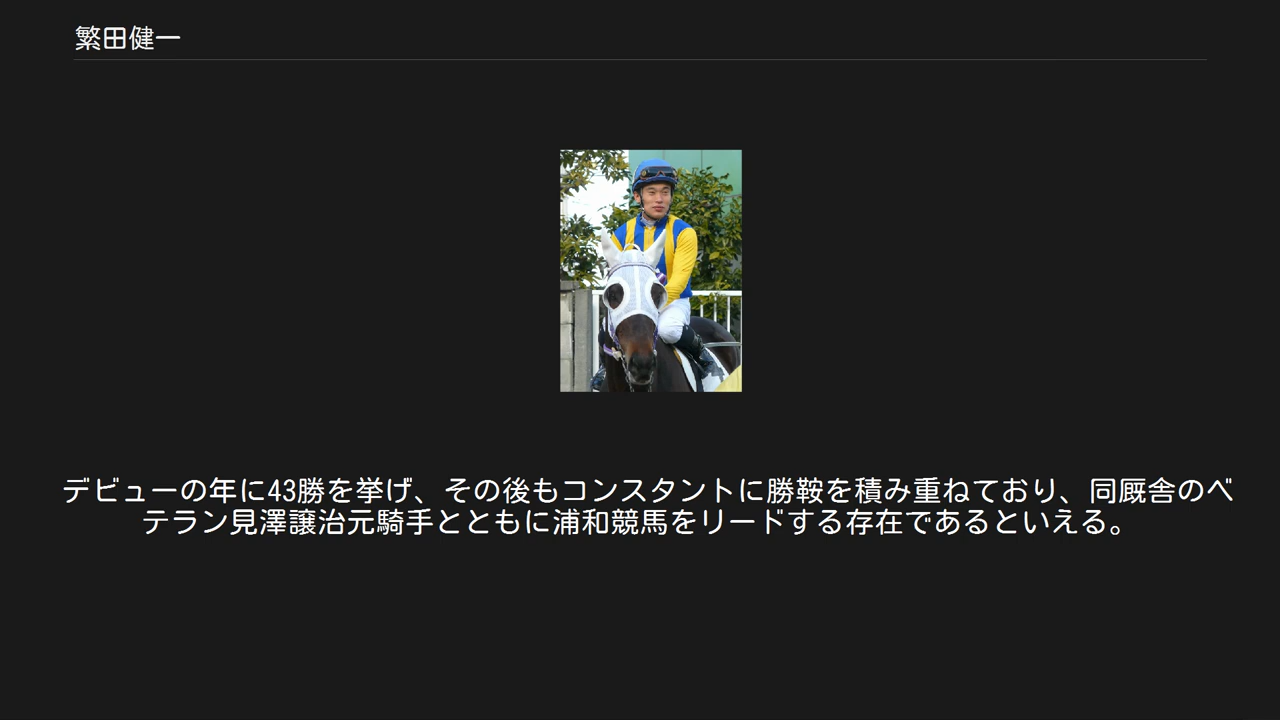 繁田健一
デビューの年に43勝を挙げ、その後もコンスタントに勝鞍を積み重ねており、同厩舎のベ
テラン見澤譲治元騎手とともに浦和競馬をリードする存在であるといえる。